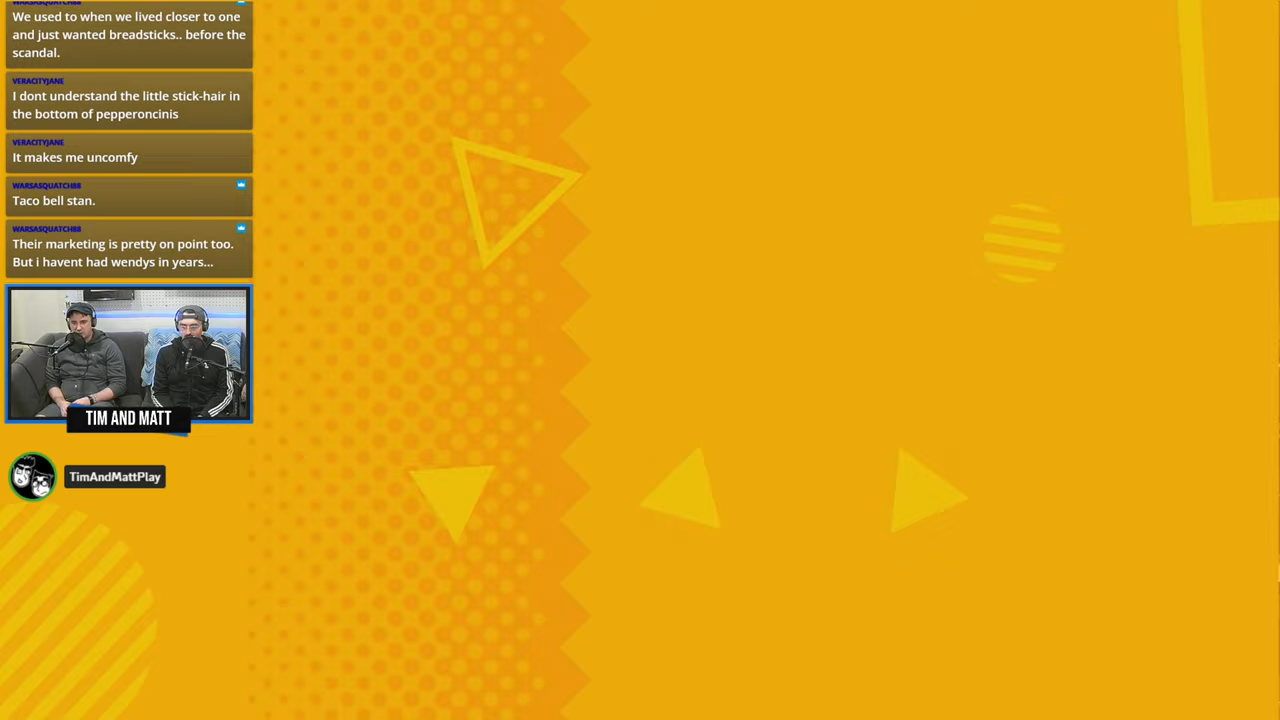 WARSASQUATCH88
We used to when we lived closer to one
and just wanted breadsticks.. before the
scandal.
VERACITYJANE
I dont understand the little stick-hair in
the bottom of pepperoncinis
VERACITYJANE
It makes me uncomfy
WARSASQUATCH88
Taco bell stan.
WARSASQUATCH88
Their marketing is pretty on point too.
But i havent had wendys in years...
TIM AND MATT
TimAndMattPlay